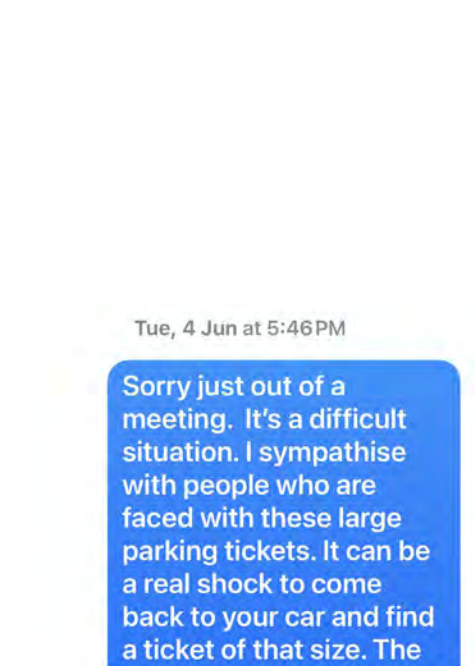 Tue, 4 Jun at 5:46 PM
Sorry just out of a
meeting.  It's a difficult
situation. I sympathise
with people who are
faced with these large
parking tickets. It can be
a real shock to come
back to your car and find
a ticket of that size. The